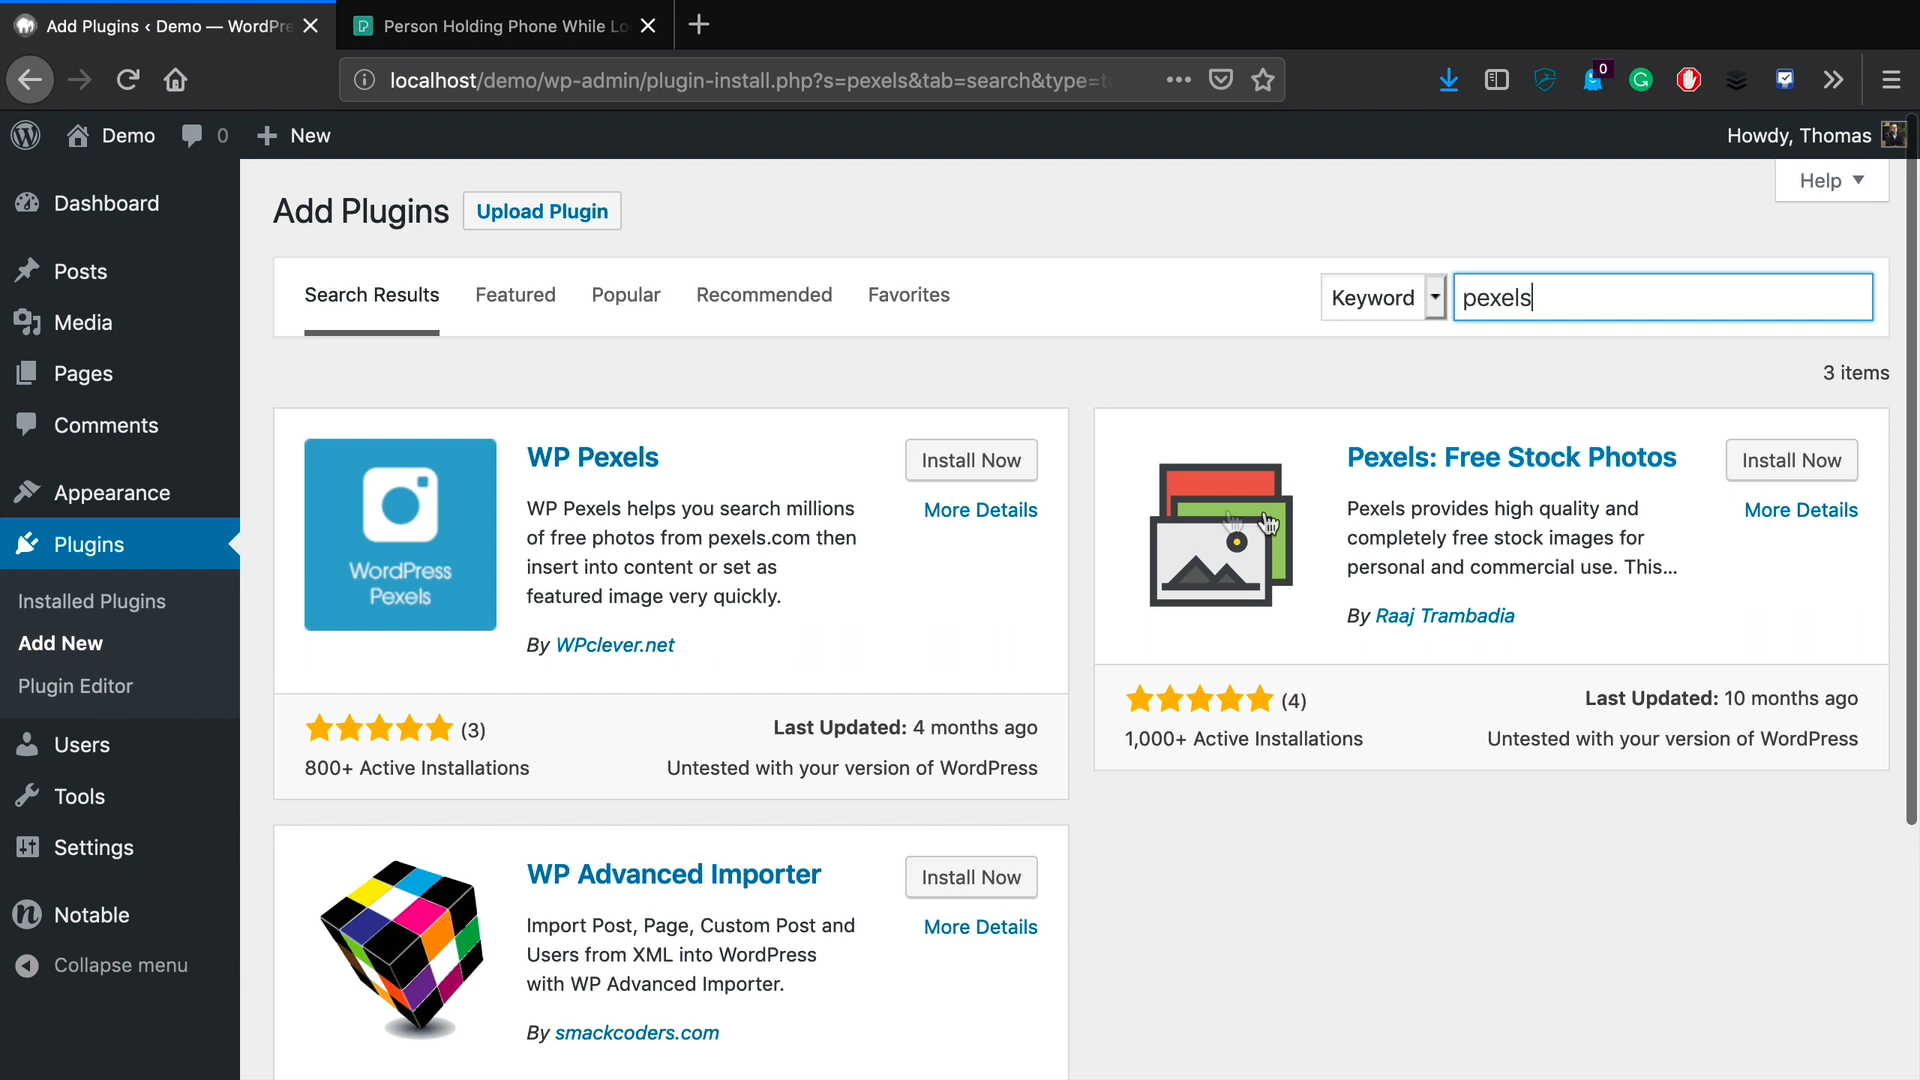 Add Plugins ‹ Demo — WordPre
Person Holding Phone While Lo
localhost/demo/wp-admin/plugin-install.php?s=pexels&tab=search&type=t
0
Demo
0
New
Howdy, Thomas
Help
Dashboard
Posts
Media
Pages
Comments
Appearance
Plugins
Installed Plugins
Add New
Plugin Editor
Users
Tools
Settings
Notable
Collapse menu
Add Plugins
Upload Plugin
Search Results
Featured
Popular
Recommended
Favorites
Keyword
pexels
3 items
WordPress
Pexels
WP Pexels
Install Now
More Details
WP Pexels helps you search millions
of free photos from pexels.com then
insert into content or set as
featured image very quickly.
By WPclever.net
(3)
Last Updated: 4 months ago
800+ Active Installations
Untested with your version of WordPress
Pexels: Free Stock Photos
Install Now
More Details
Pexels provides high quality and
completely free stock images for
personal and commercial use. This...
By Raaj Trambadia
(4)
Last Updated: 10 months ago
1,000+ Active Installations
Untested with your version of WordPress
WP Advanced Importer
Install Now
More Details
Import Post, Page, Custom Post and
Users from XML into WordPress
with WP Advanced Importer.
By smackcoders.com